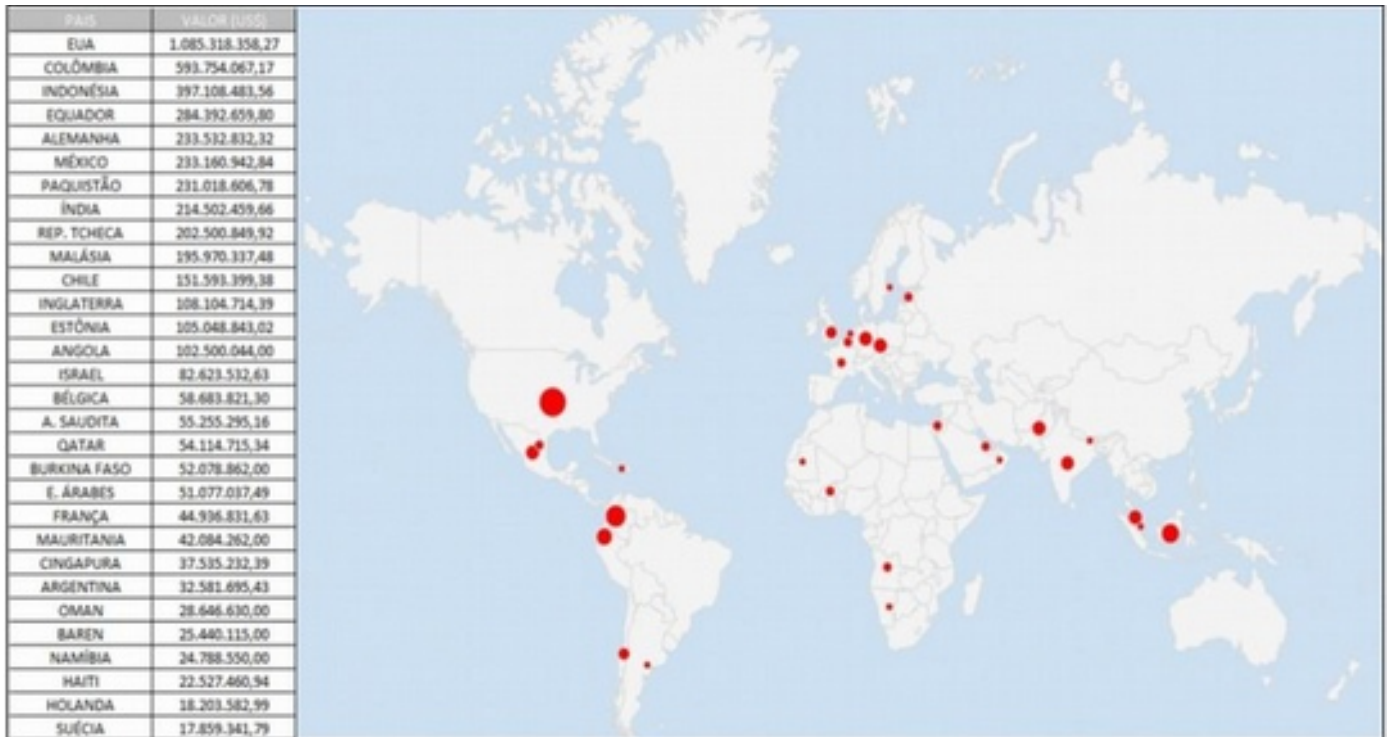 PAIS VALOR (US$)
EUA 1.085.318.358,27
COLÔMBIA 593.754.067,17
INDONÉSIA 397.108.483,56
EQUADOR 284.392.659,80
ALEMANHA 233.532.832,32
MÉXICO 233.160.942,84
PAQUISTÃO 231.018.606,78
ÍNDIA 214.502.459,66
REP. TCHECA 202.500.849,92
MALÁSIA 195.970.337,48
CHILE 151.593.399,38
INGLATERRA 108.104.714,39
ESTÔNIA 105.048.843,02
ANGOLA 102.500.044,00
ISRAEL 82.623.532,63
BÉLGICA 58.683.821,30
A. SAUDITA 55.255.295,16
QATAR 54.114.715,34
BURKINA FASO 52.078.862,00
E. ÁRABES 51.077.037,49
FRANÇA 44.936.831,63
MAURITANIA 42.084.262,00
CINGAPURA 37.535.232,39
ARGENTINA 32.581.695,43
OMAN 28.646.630,00
BAREN 25.440.115,00
NAMÍBIA 24.788.550,00
HAITI 22.527.460,94
HOLANDA 18.203.582,99
SUÉCIA 17.859.341,79